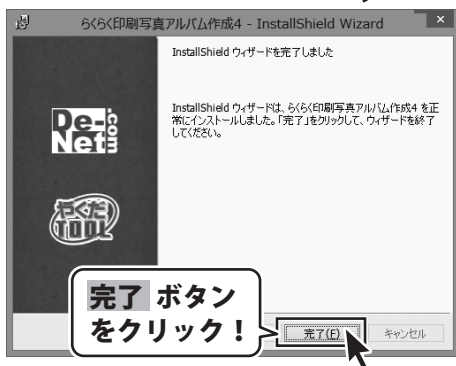 らくらく印刷写真アルバム作成4 - InstallShield Wizard
InstallShield ウィザードを完了しました
InstallShield ウィザードは、らくらく印刷写真アルバム作成4 を正
常にインストールしました。「完了」をクリックして、ウィザードを終了
してください。
De-
Net
.com
やくだつ
TOOL
完了 ボタン
をクリック！
完了(F)
キャンセル